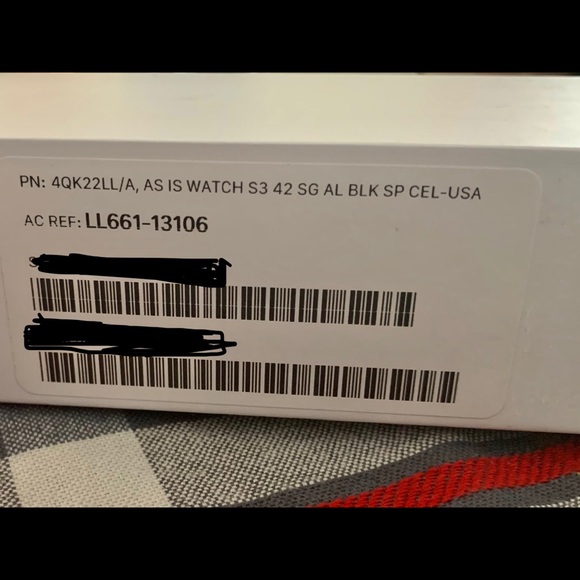 PN: 4QK22LL/A, AS IS WATCH S3 42 SG AL BLK SP CEL-USA
AC REF: LL661-13106